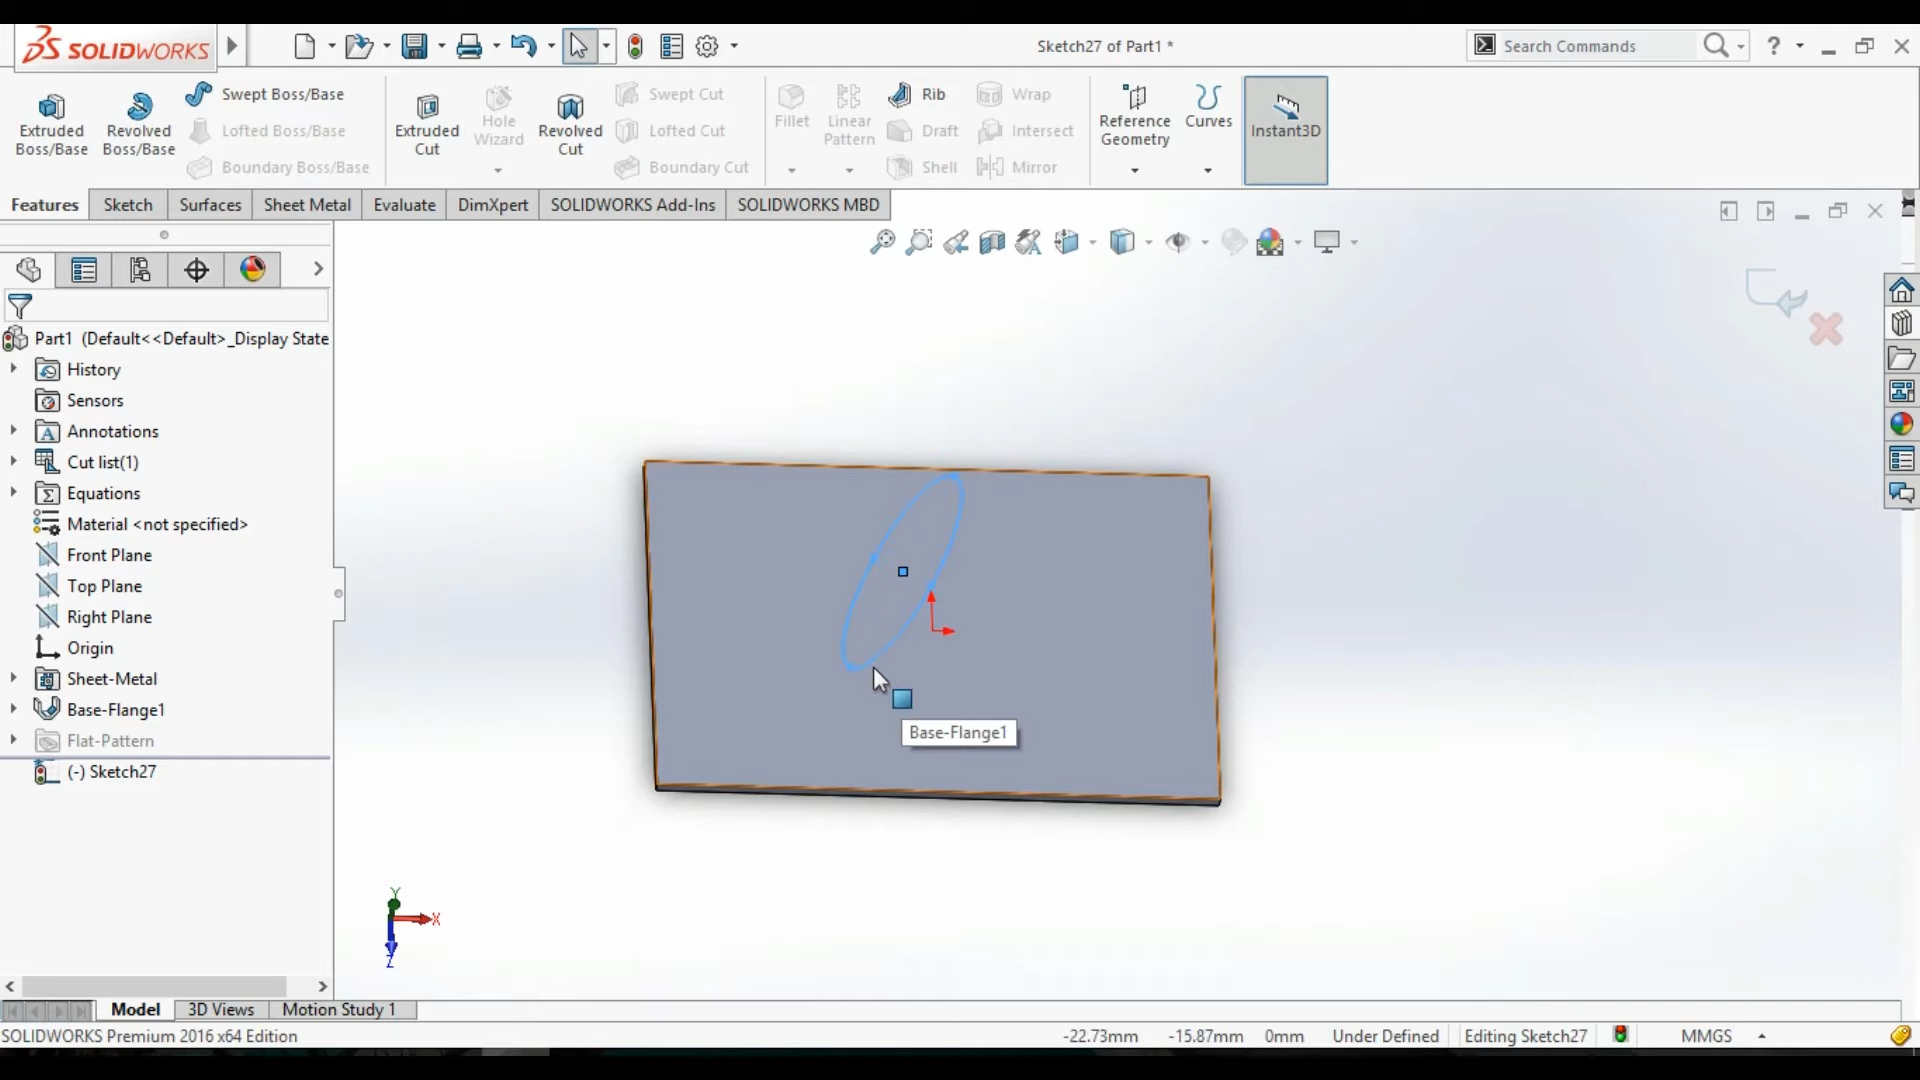 SOLIDWORKS
Sketch27 of Part1 *
Search Commands
?
Extruded Boss/Base
Revolved Boss/Base
Swept Boss/Base
Lofted Boss/Base
Boundary Boss/Base
Extruded Cut
Hole Wizard
Revolved Cut
Swept Cut
Lofted Cut
Boundary Cut
Fillet
Linear Pattern
Rib
Draft
Shell
Wrap
Intersect
Mirror
Reference Geometry
Curves
Instant3D
Features
Sketch
Surfaces
Sheet Metal
Evaluate
DimXpert
SOLIDWORKS Add-Ins
SOLIDWORKS MBD
Part1 (Default<<Default>_Display State
History
Sensors
Annotations
Cut list(1)
Equations
Material <not specified>
Front Plane
Top Plane
Right Plane
Origin
Sheet-Metal
Base-Flange1
Flat-Pattern
(-) Sketch27
Base-Flange1
Y
X
Z
Model
3D Views
Motion Study 1
SOLIDWORKS Premium 2016 x64 Edition
-22.73mm
-15.87mm
0mm
Under Defined
Editing Sketch27
MMGS